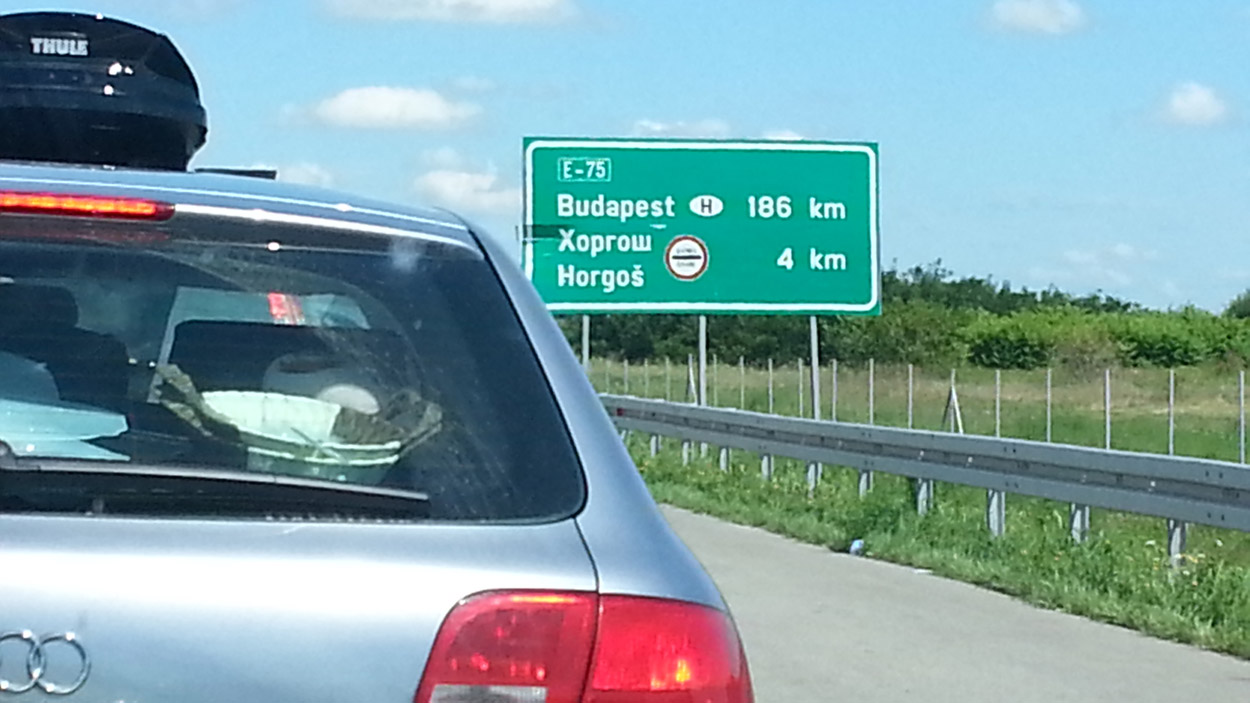 THULE
E-75
Budapest H 186 km
Хоргош
4 km
Horgoš